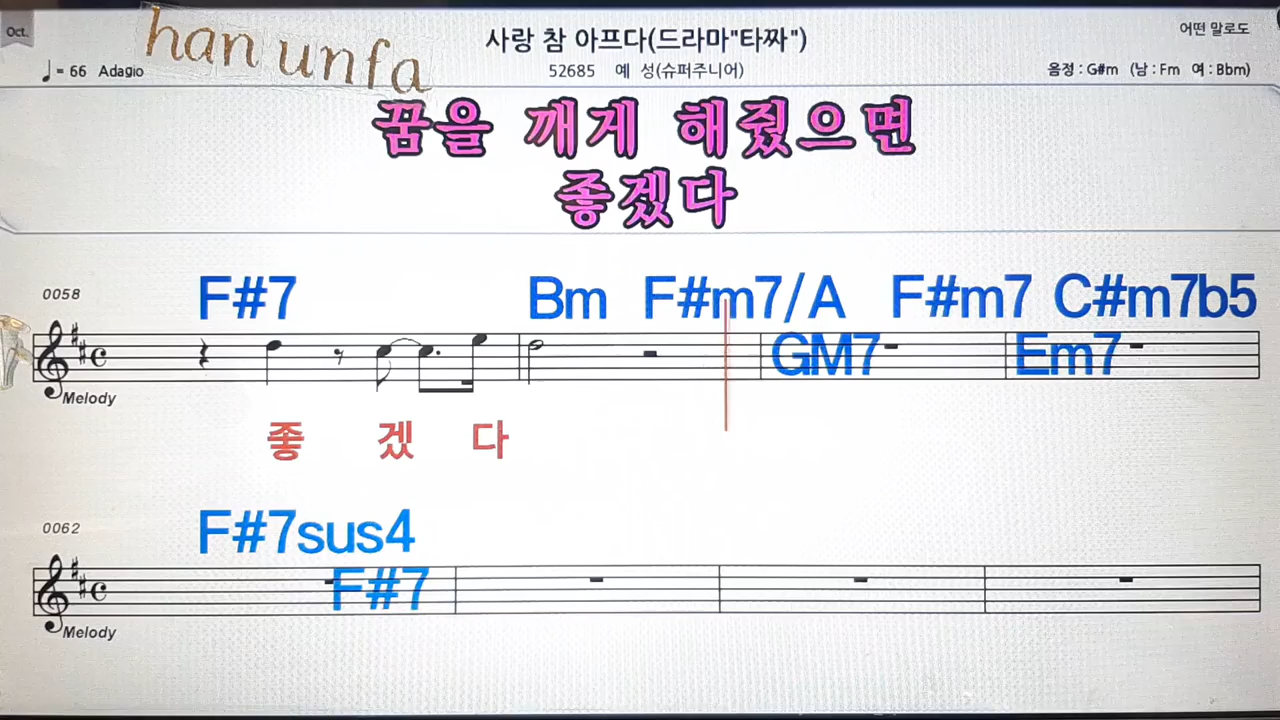 Oct.
han unfa
사랑 참 아프다(드라마"타짜")
어떤 말로도
♩= 66 Adagio
52685 예 성(슈퍼주니어)
음정 : G#m (남 : Fm 여 : Bbm)
꿈을 깨게 해줬으면
좋겠다
0058
F#7 Bm F#m7/A F#m7 C#m7b5
GM7 Em7
Melody
좋 겠 다
0062
F#7sus4
F#7
Melody